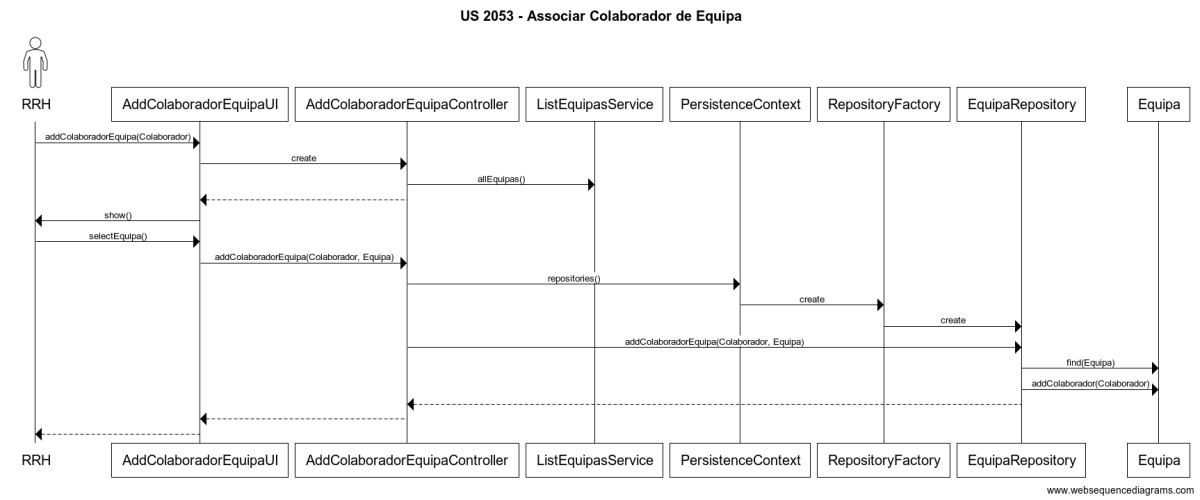 US 2053 - Associar Colaborador de Equipa
RRH
AddColaboradorEquipaUI
AddColaboradorEquipaController
ListEquipasService
PersistenceContext
RepositoryFactory
EquipaRepository
Equipa
addColaboradorEquipa(Colaborador)
create
allEquipas()
show()
selectEquipa()
addColaboradorEquipa(Colaborador, Equipa)
repositories()
create
create
addColaboradorEquipa(Colaborador, Equipa)
find(Equipa)
addColaborador(Colaborador)
RRH
AddColaboradorEquipaUI
AddColaboradorEquipaController
ListEquipasService
PersistenceContext
RepositoryFactory
EquipaRepository
Equipa
www.websequencediagrams.com